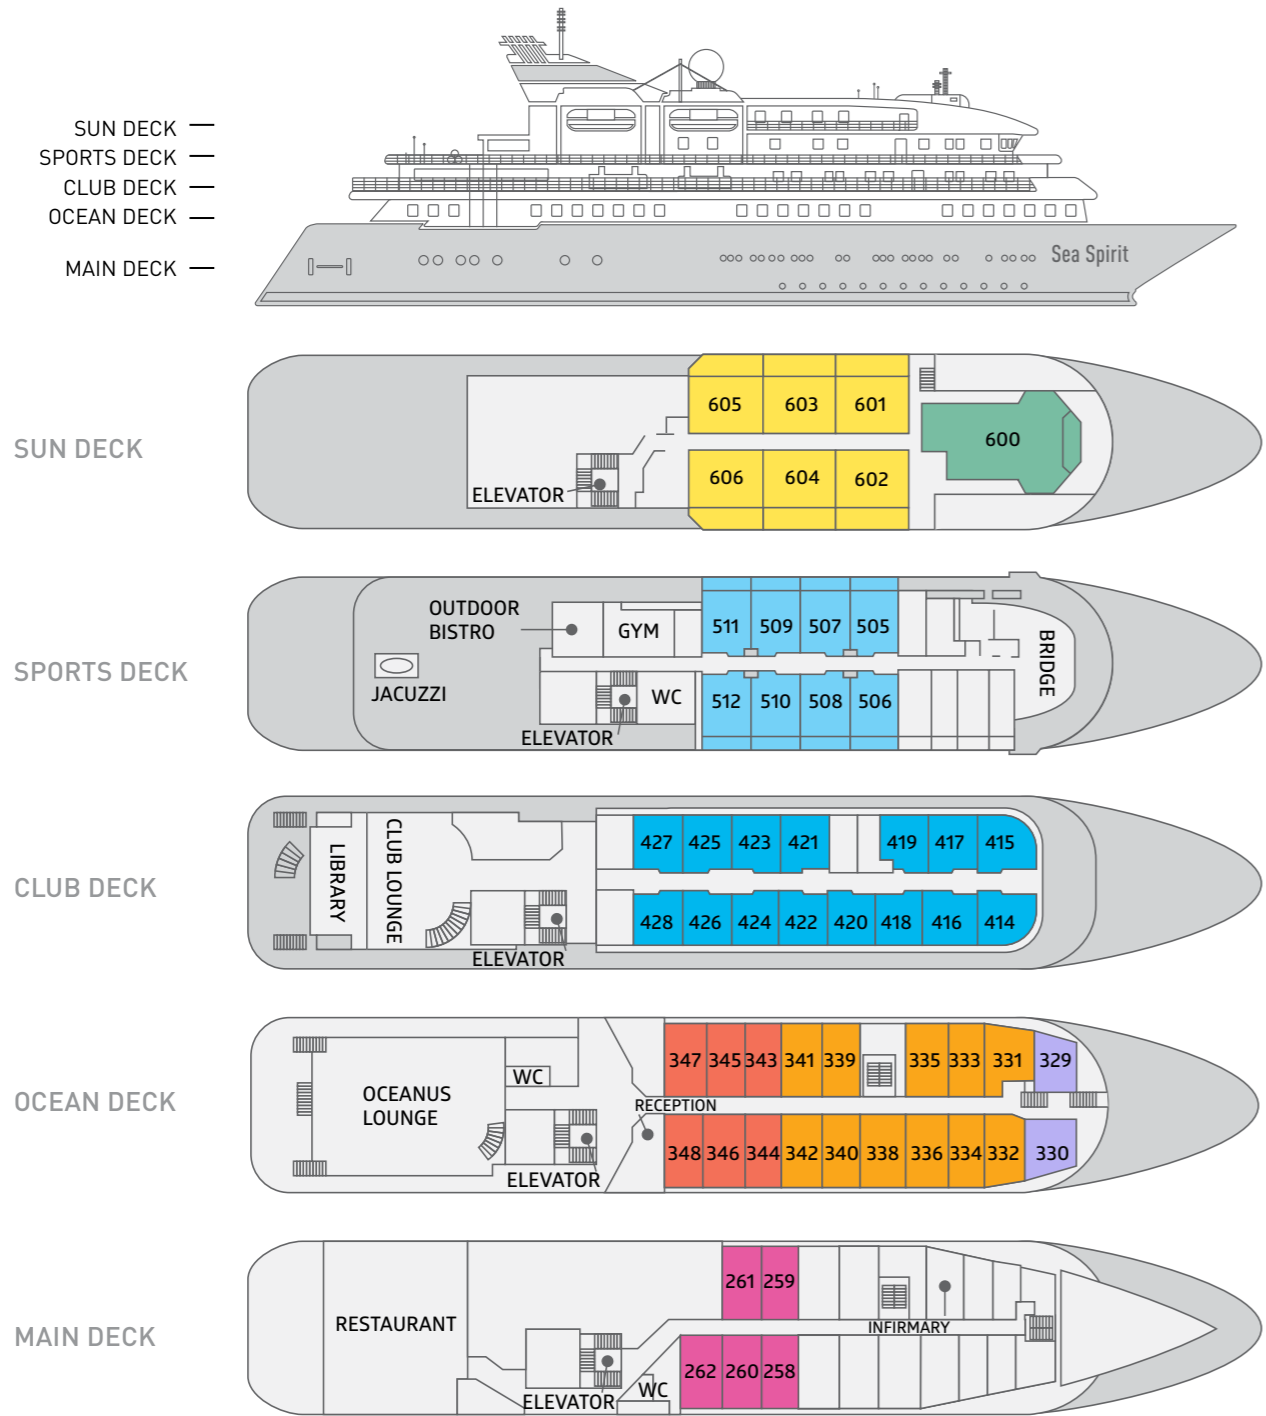 SUN DECK
SPORTS DECK
CLUB DECK
OCEAN DECK
MAIN DECK
Sea Spirit
SUN DECK
605 603 601
600
606 604 602
ELEVATOR
SPORTS DECK
OUTDOOR
BISTRO
GYM
511 509 507 505
BRIDGE
JACUZZI
WC
512 510 508 506
ELEVATOR
CLUB DECK
LIBRARY
CLUB LOUNGE
427 425 423 421 419 417 415
428 426 424 422 420 418 416 414
ELEVATOR
OCEAN DECK
OCEANUS
LOUNGE
WC
347 345 343 341 339 335 333 331 329
RECEPTION
348 346 344 342 340 338 336 334 332 330
ELEVATOR
MAIN DECK
RESTAURANT
261 259
INFIRMARY
262 260 258
WC
ELEVATOR